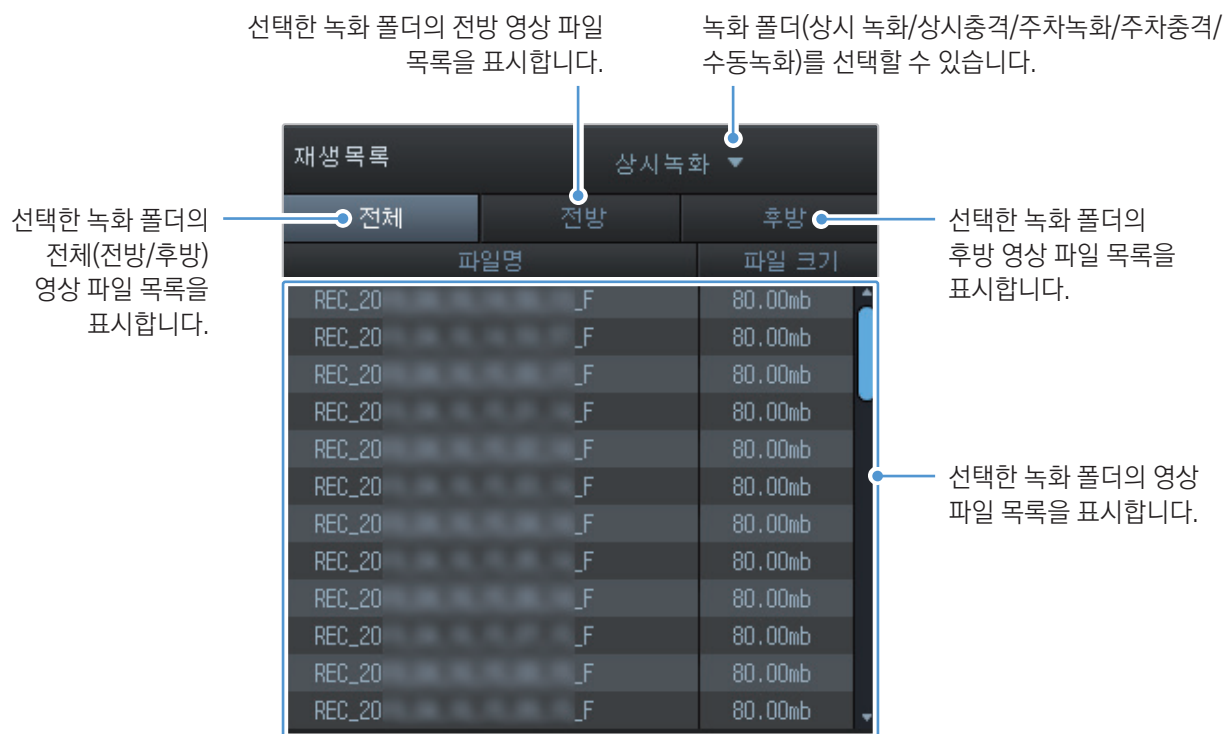 선택한 녹화 폴더의 전방 영상 파일
목록을 표시합니다.
녹화 폴더(상시 녹화/상시충격/주차녹화/주차충격/
수동녹화)를 선택할 수 있습니다.
재생목록
상시녹화 ▼
선택한 녹화 폴더의
전체(전방/후방)
영상 파일 목록을
표시합니다.
전체 전방 후방
파일명 파일 크기
선택한 녹화 폴더의
후방 영상 파일 목록을
표시합니다.
REC_20 _F 80.00mb
REC_20 _F 80.00mb
REC_20 _F 80.00mb
REC_20 _F 80.00mb
REC_20 _F 80.00mb
REC_20 _F 80.00mb
REC_20 _F 80.00mb
REC_20 _F 80.00mb
REC_20 _F 80.00mb
REC_20 _F 80.00mb
REC_20 _F 80.00mb
REC_20 _F 80.00mb
선택한 녹화 폴더의 영상
파일 목록을 표시합니다.